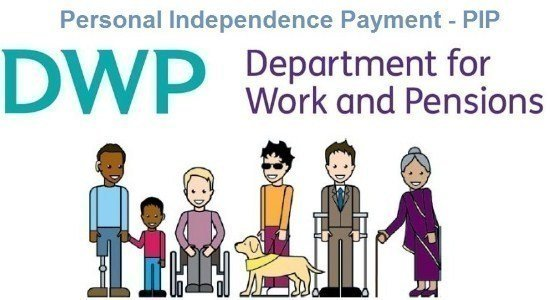 Personal Independence Payment - PIP
DWP
Department for
Work and Pensions